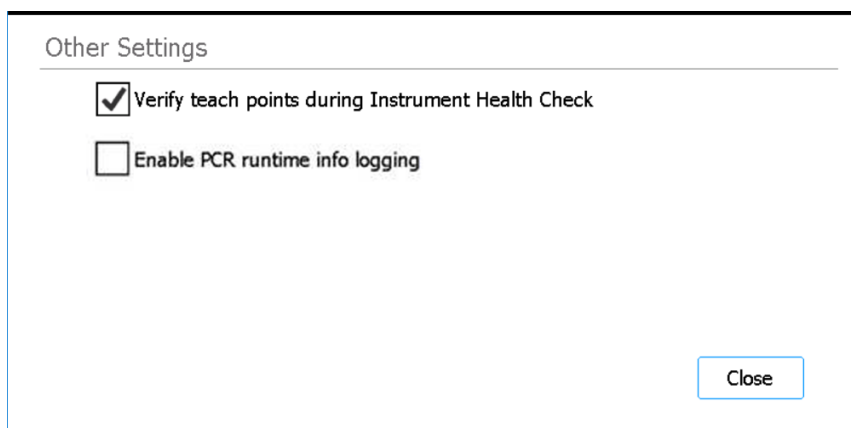 Other Settings
Verify teach points during Instrument Health Check
Enable PCR runtime info logging
Close